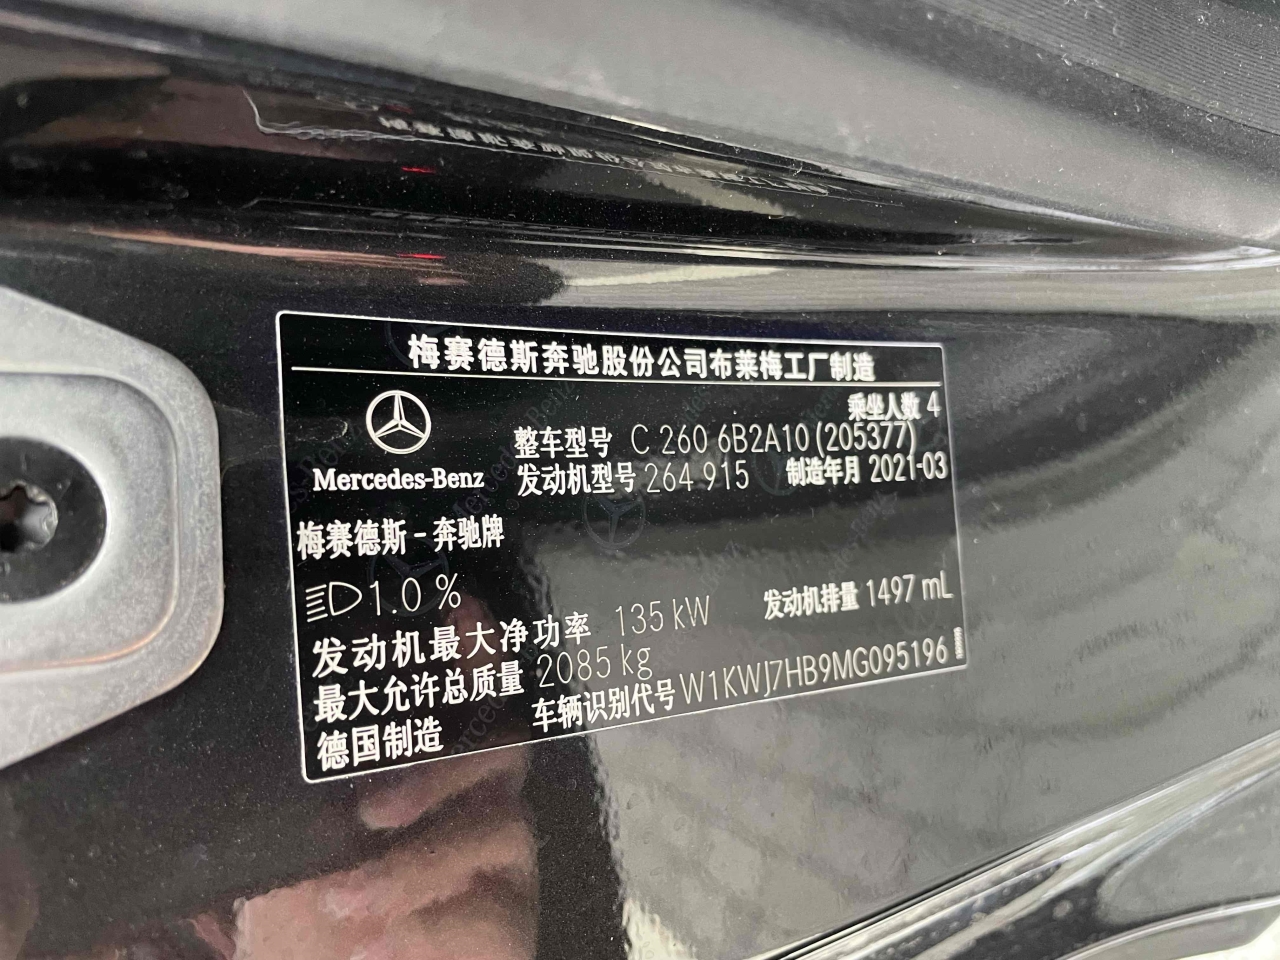 梅赛德斯奔驰股份公司布莱梅工厂制造
乘坐人数 4
整车型号 C 260 6B2A10 (205377)
Mercedes-Benz
发动机型号 264 915 制造年月 2021-03
梅赛德斯-奔驰牌
1.0 %
发动机最大净功率 135 kW 发动机排量 1497 mL
最大允许总质量 2085 kg
德国制造 车辆识别代号 W1KWJ7HB9MG095196